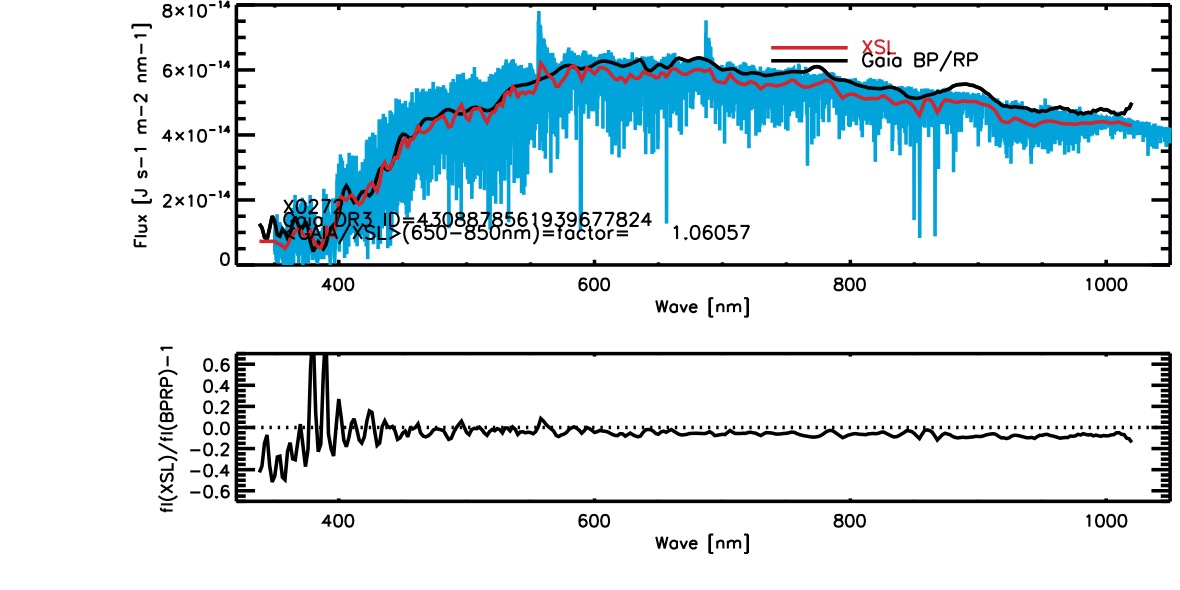 8×10−14
6×10−14
4×10−14
2×10−14
0
Flux [J s−1 m−2 nm−1]
XSL
Gaia BP/RP
X0272
Gaia DR3 ID=4308878561939677824
<GAIA/XSL>(650−850nm)=factor= 1.06057
400 600 800 1000
Wave [nm]
fl(XSL)/fl(BPRP)−1
0.6
0.4
0.2
0.0
−0.2
−0.4
−0.6
400 600 800 1000
Wave [nm]